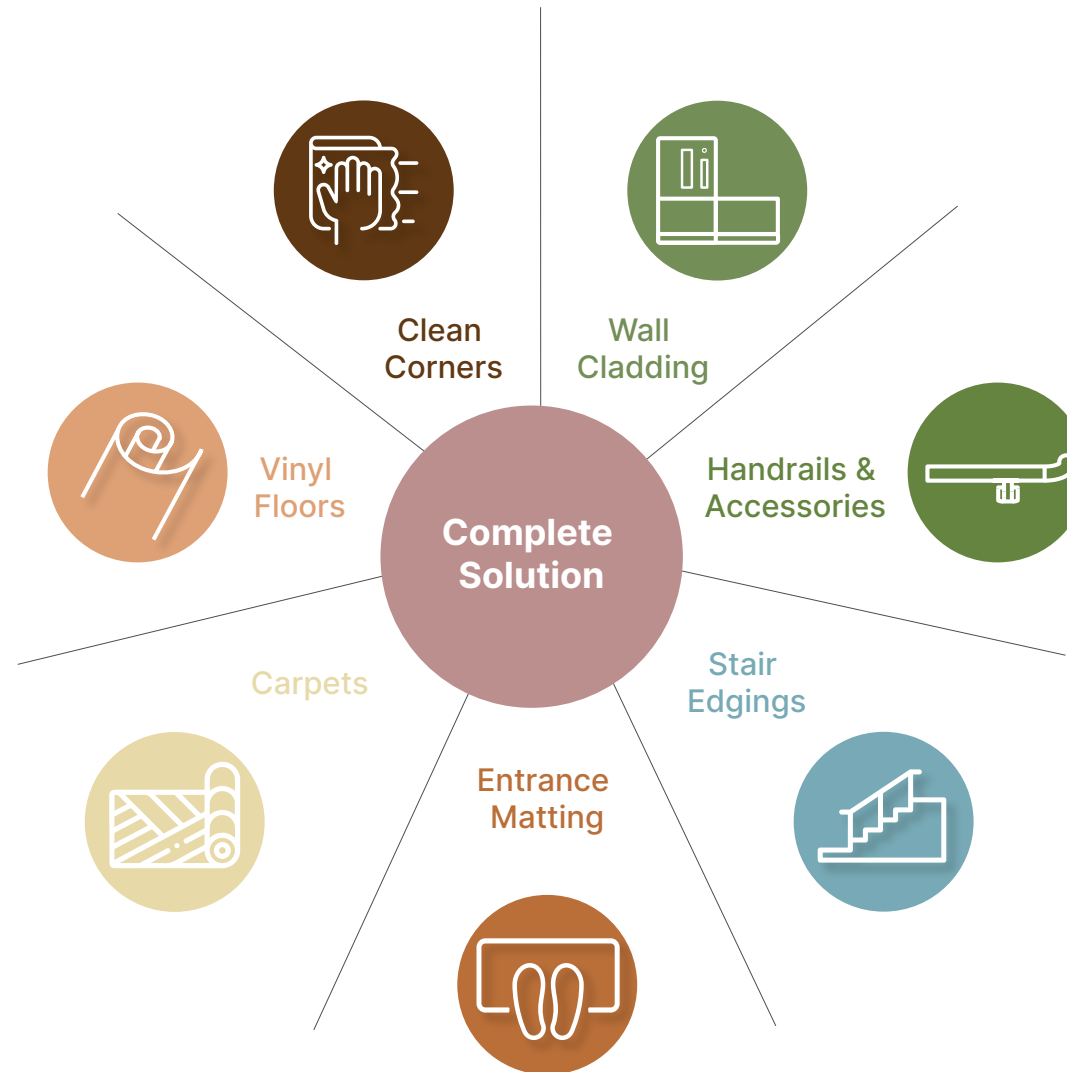 Clean
Corners
Wall
Cladding
Vinyl
Floors
Handrails &
Accessories
Complete
Solution
Carpets
Stair
Edgings
Entrance
Matting